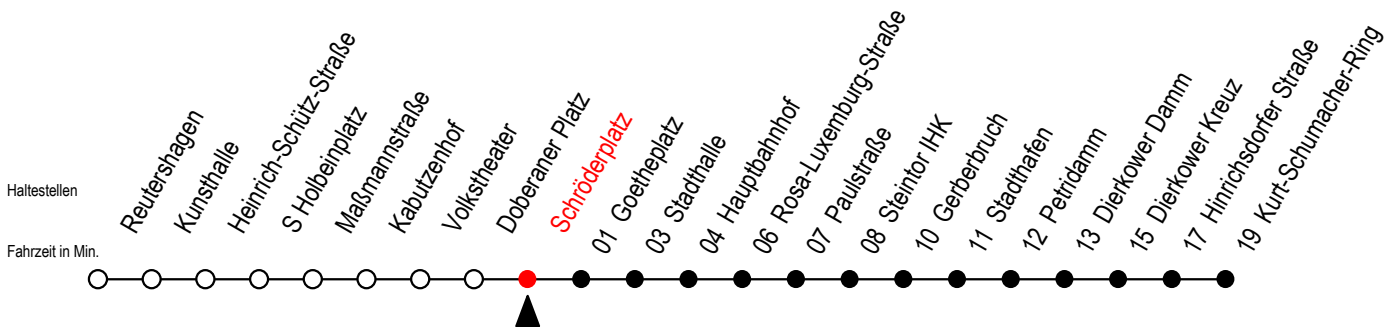 Haltestellen
Fahrzeit in Min.
Reutershagen
Kunsthalle
Heinrich-Schütz-Straße
S Holbeinplatz
Maßmannstraße
Kabutzenhof
Volkstheater
Doberaner Platz
Schröderplatz
01 Goetheplatz
03 Stadthalle
04 Hauptbahnhof
06 Rosa-Luxemburg-Straße
07 Paulstraße
08 Steintor IHK
10 Gerberbruch
11 Stadthafen
12 Petridamm
13 Dierkower Damm
15 Dierkower Kreuz
17 Hinrichsdorfer Straße
19 Kurt-Schumacher-Ring